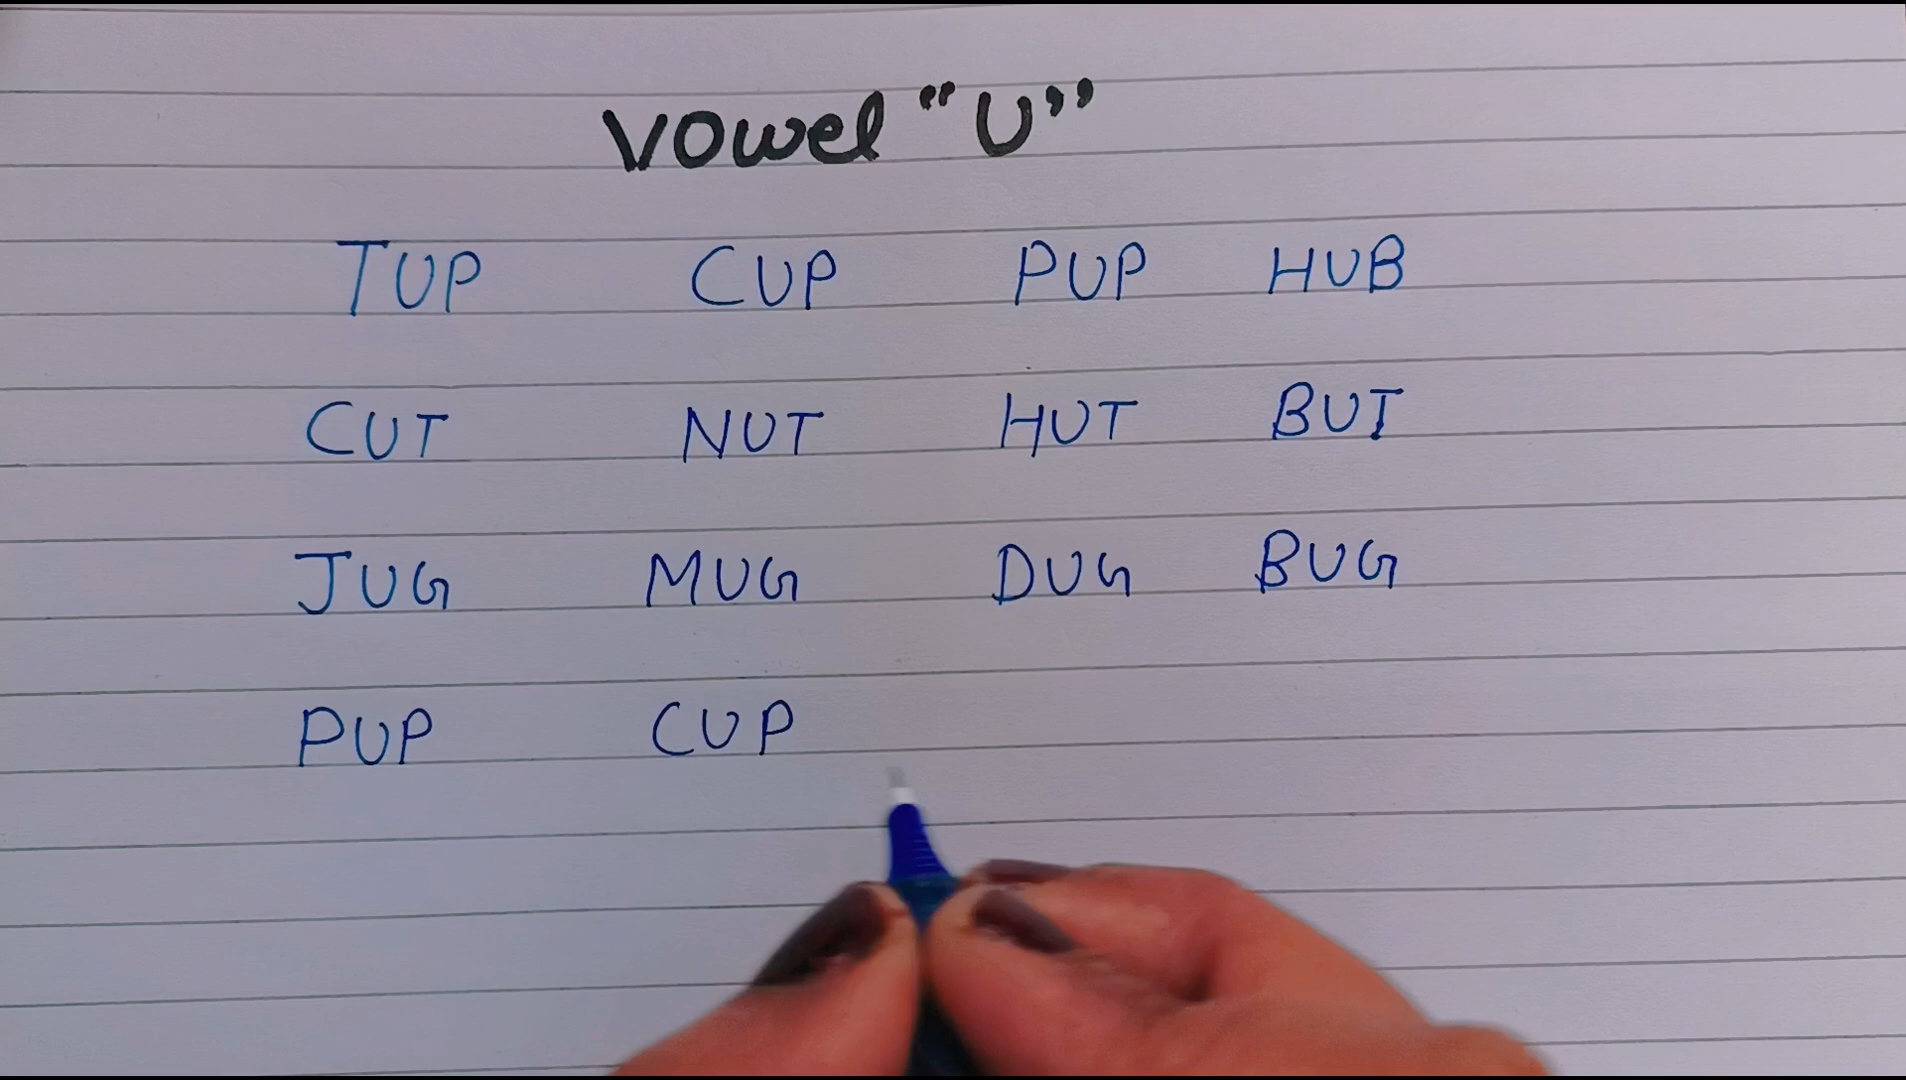 Vowel "U"
TUP CUP PUP HUB
CUT NUT HUT BUT
JUG MUG DUG BUG
PUP CUP